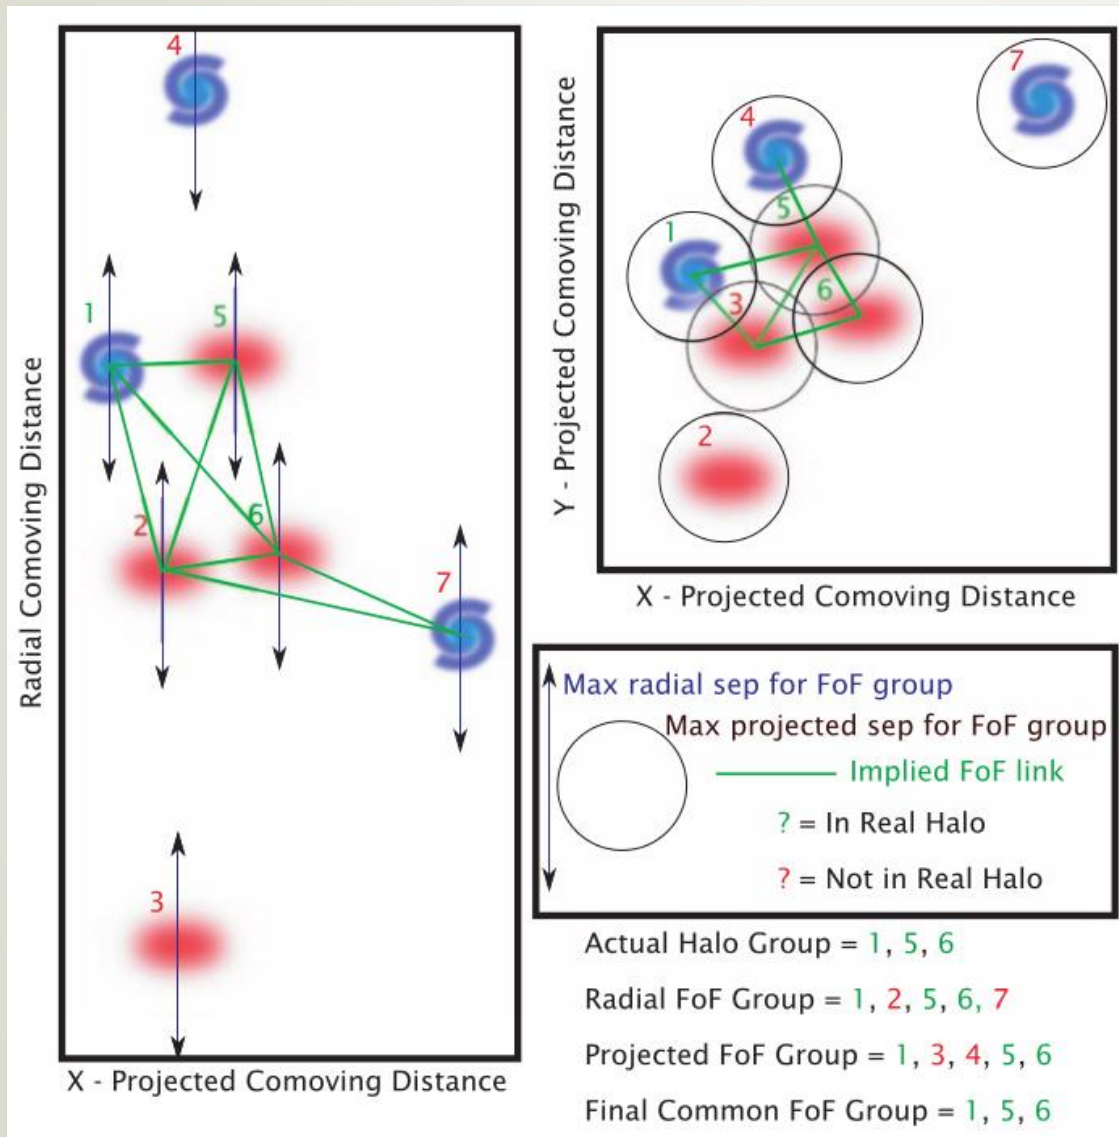 4
1
5
2
6
7
3
Radial Comoving Distance
X - Projected Comoving Distance
7
4
5
1
6
3
2
Y - Projected Comoving Distance
X - Projected Comoving Distance
Max radial sep for FoF group
Max projected sep for FoF group
Implied FoF link
? = In Real Halo
? = Not in Real Halo
Actual Halo Group = 1, 5, 6
Radial FoF Group = 1, 2, 5, 6, 7
Projected FoF Group = 1, 3, 4, 5, 6
Final Common FoF Group = 1, 5, 6